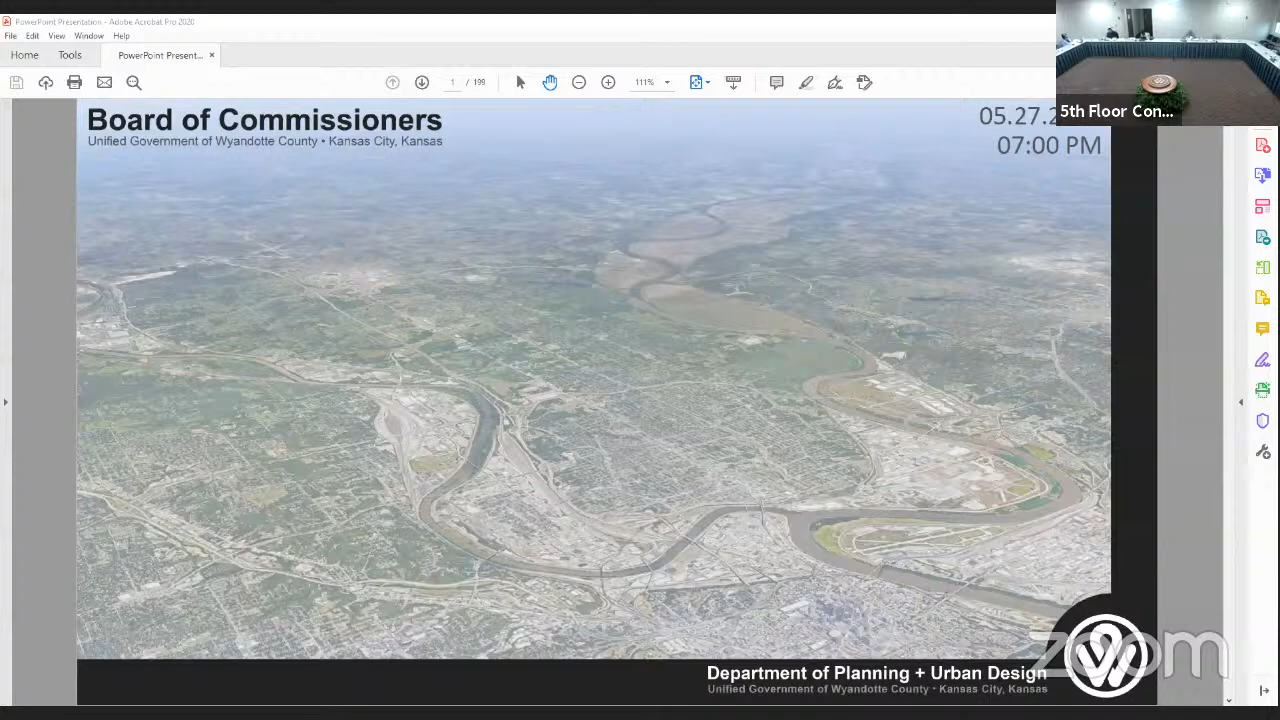 PowerPoint Presentation - Adobe Acrobat Pro 2020
File Edit View Window Help
Home Tools PowerPoint Present... ×
1 / 199 111%
Board of Commissioners
Unified Government of Wyandotte County • Kansas City, Kansas
05.27.2
07:00 PM
5th Floor Con...
Department of Planning + Urban Design
Unified Government of Wyandotte County • Kansas City, Kansas
zoom